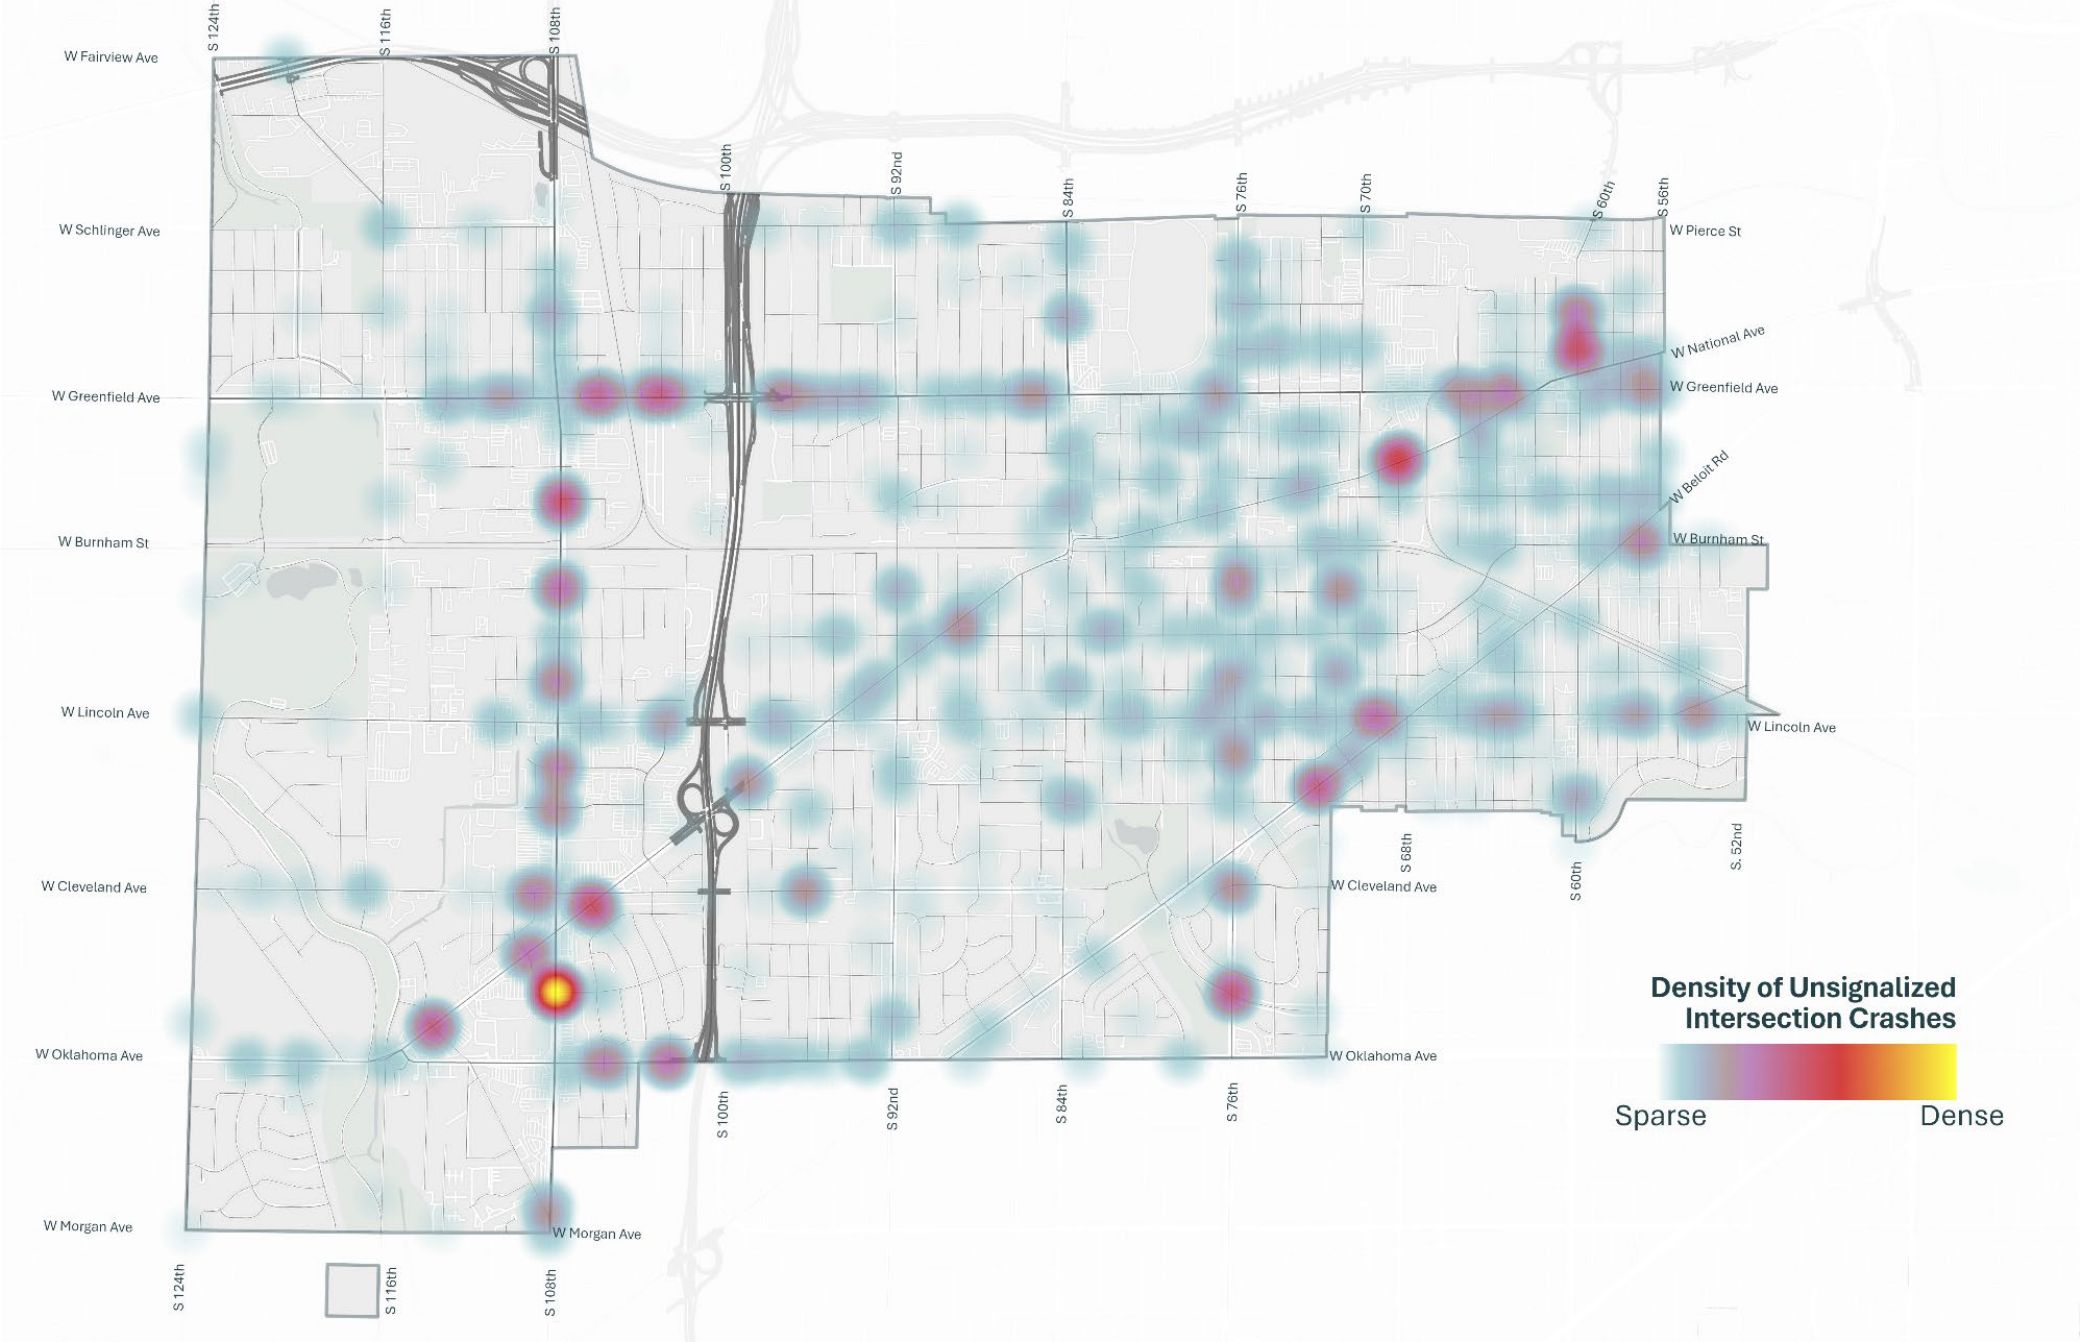 S 124th
S 116th
S 108th
W Fairview Ave
S 100th
S 92nd
S 84th
S 76th
S 70th
S 60th
S 56th
W Schlinger Ave
W Pierce St
W National Ave
W Greenfield Ave
W Greenfield Ave
W Beloit Rd
W Burnham St
W Burnham St
W Lincoln Ave
W Lincoln Ave
S 68th
S 60th
S. 52nd
W Cleveland Ave
W Cleveland Ave
W Oklahoma Ave
W Oklahoma Ave
S 100th
S 92nd
S 84th
S 76th
W Morgan Ave
W Morgan Ave
S 124th
S 116th
S 108th
Density of Unsignalized
Intersection Crashes
Sparse
Dense